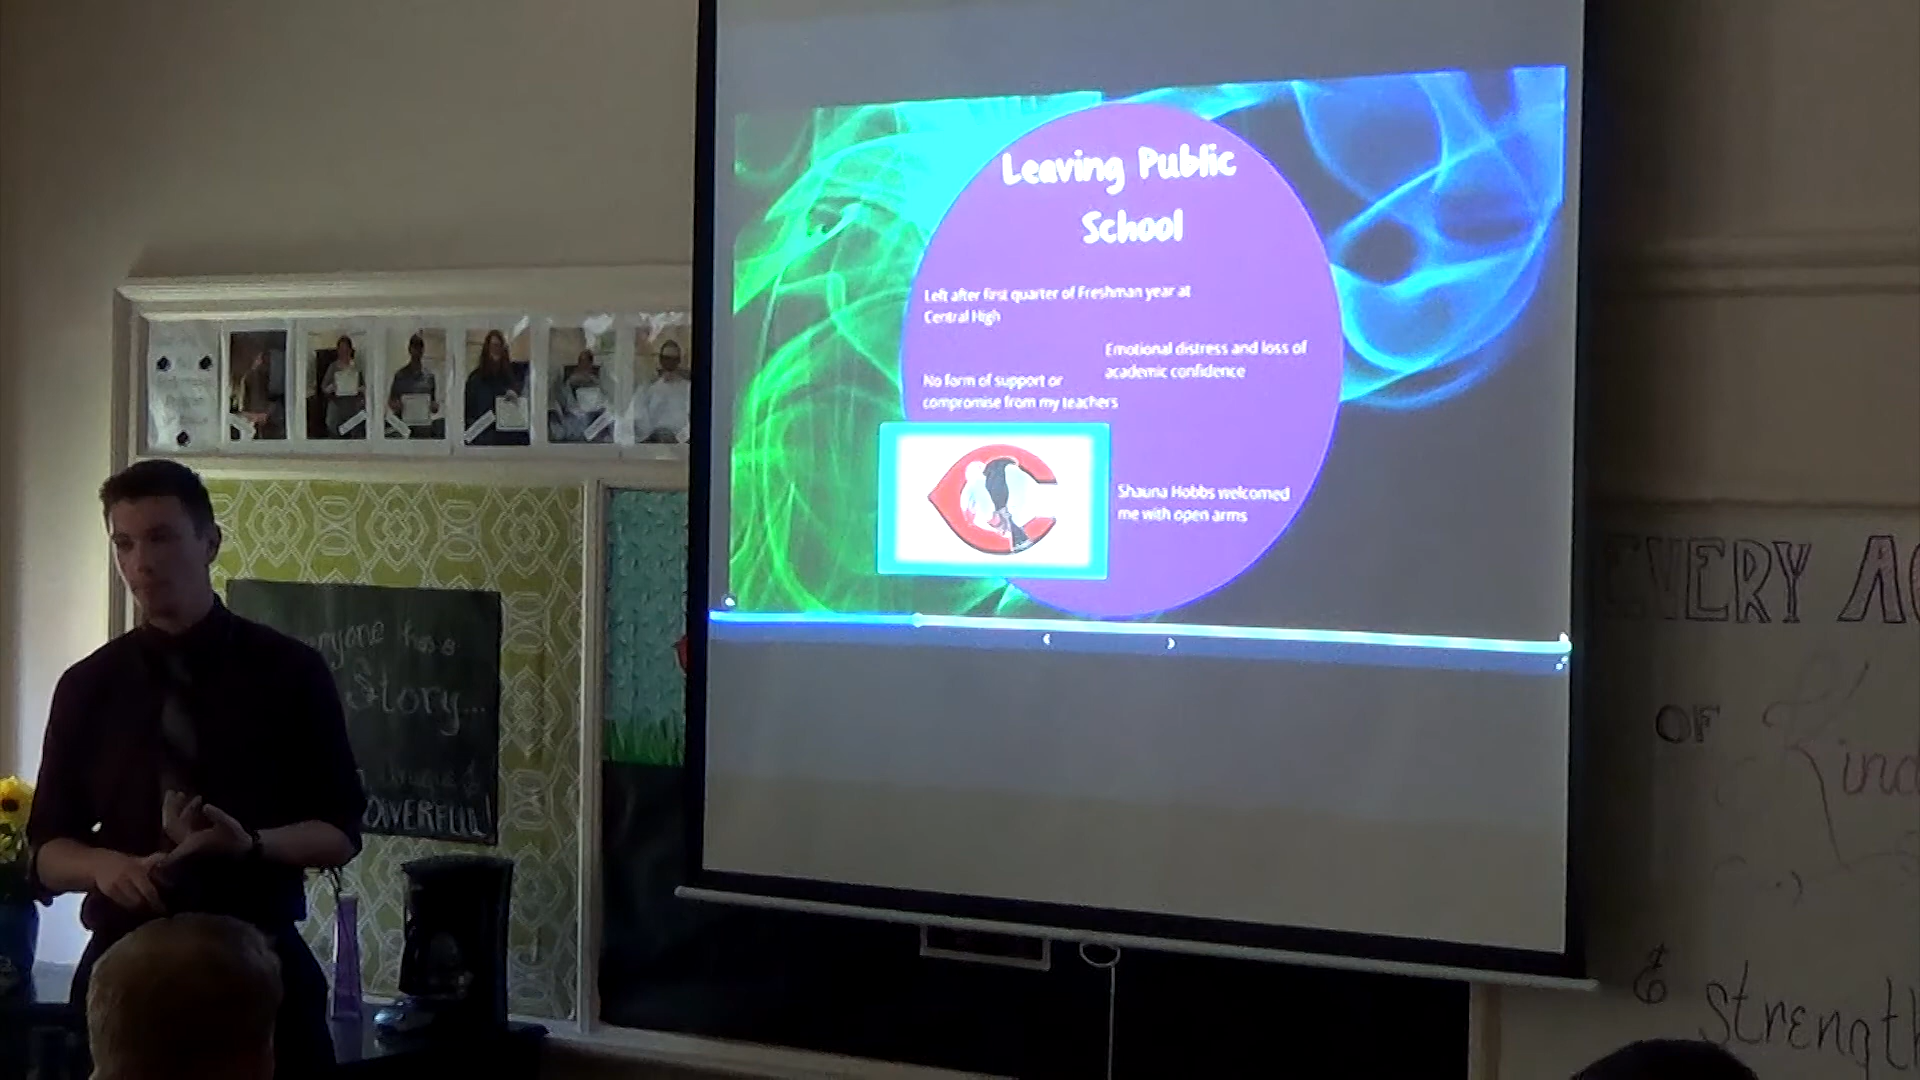 Leaving Public
School
Left after first quarter of Freshman year at
Central High
Emotional distress and loss of
academic confidence
No form of support or
compromise from my teachers
Shauna Hobbs welcomed
me with open arms
C
has a
Story...
EVERY
OF
&